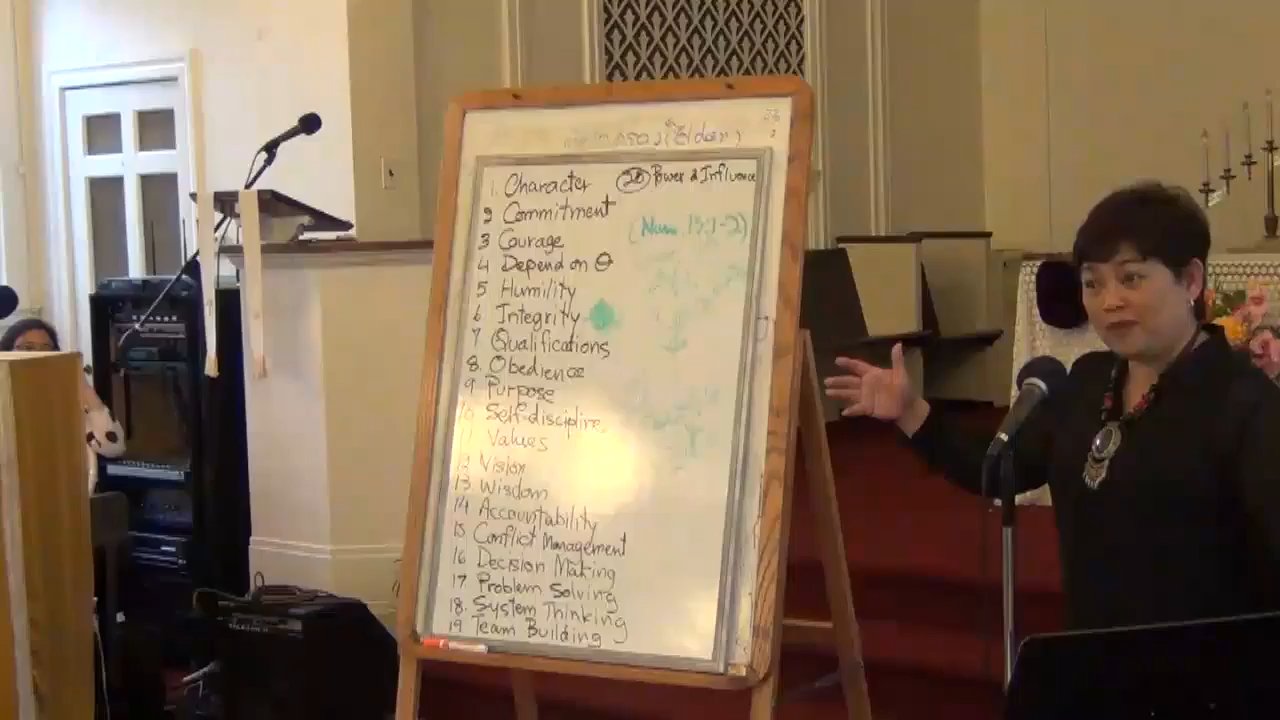 (Elder)
1. Character
20 Power & Influence
2 Commitment
(Num. 13:1-2)
3 Courage
4 Depend on Θ
5 Humility
6 Integrity
7 Qualifications
8. Obedience
9 Purpose
10 Self-discipline
11 Values
12 Vision
13 Wisdom
14 Accountability
15 Conflict Management
16 Decision Making
17 Problem Solving
18. System Thinking
19 Team Building